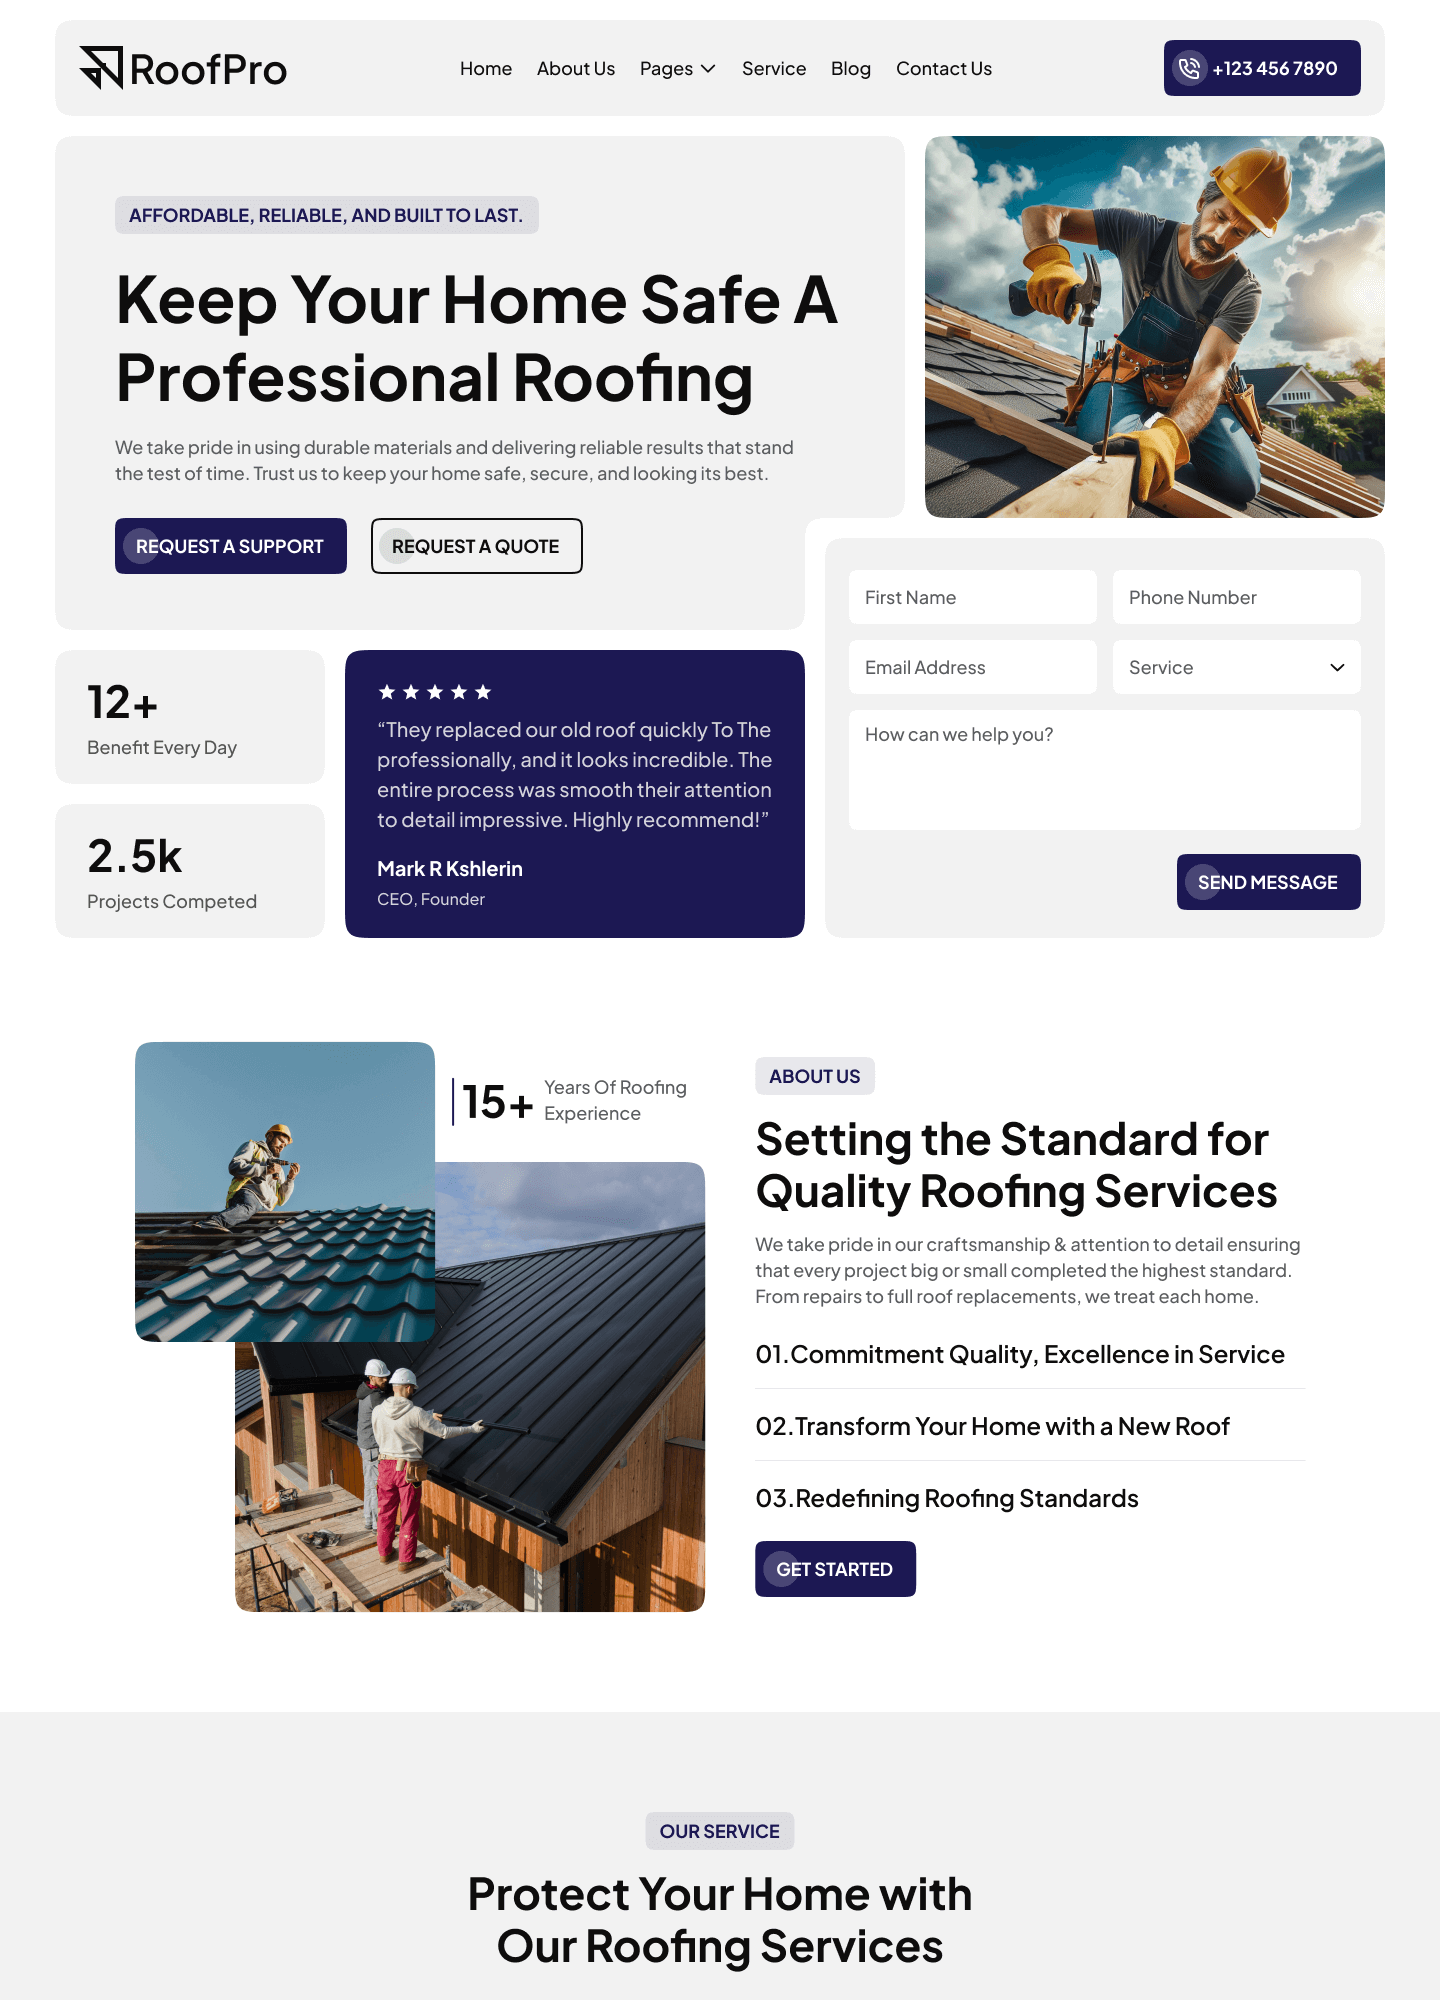 RoofPro
Home
About Us
Pages
Service
Blog
Contact Us
+123 456 7890
AFFORDABLE, RELIABLE, AND BUILT TO LAST.
Keep Your Home Safe A
Professional Roofing
We take pride in using durable materials and delivering reliable results that stand
the test of time. Trust us to keep your home safe, secure, and looking its best.
REQUEST A SUPPORT
REQUEST A QUOTE
First Name
Phone Number
Email Address
Service
How can we help you?
SEND MESSAGE
12+
Benefit Every Day
2.5k
Projects Competed
“They replaced our old roof quickly To The
professionally, and it looks incredible. The
entire process was smooth their attention
to detail impressive. Highly recommend!”
Mark R Kshlerin
CEO, Founder
15+
Years Of Roofing
Experience
ABOUT US
Setting the Standard for
Quality Roofing Services
We take pride in our craftsmanship & attention to detail ensuring
that every project big or small completed the highest standard.
From repairs to full roof replacements, we treat each home.
01.Commitment Quality, Excellence in Service
02.Transform Your Home with a New Roof
03.Redefining Roofing Standards
GET STARTED
OUR SERVICE
Protect Your Home with
Our Roofing Services